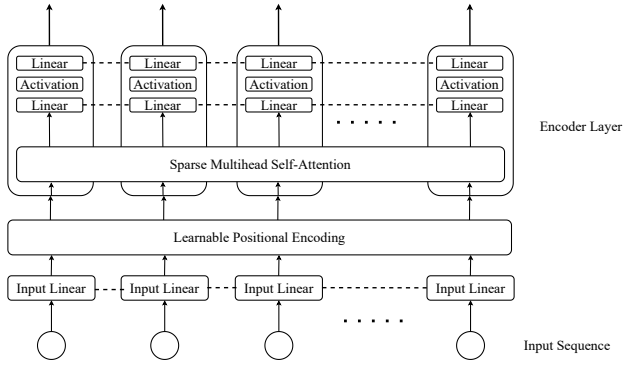 Linear Linear Linear Linear
Activation Activation Activation Activation
Linear Linear Linear Linear
. . . . .
Encoder Layer
Sparse Multihead Self-Attention
Learnable Positional Encoding
Input Linear Input Linear Input Linear Input Linear
. . . . .
Input Sequence